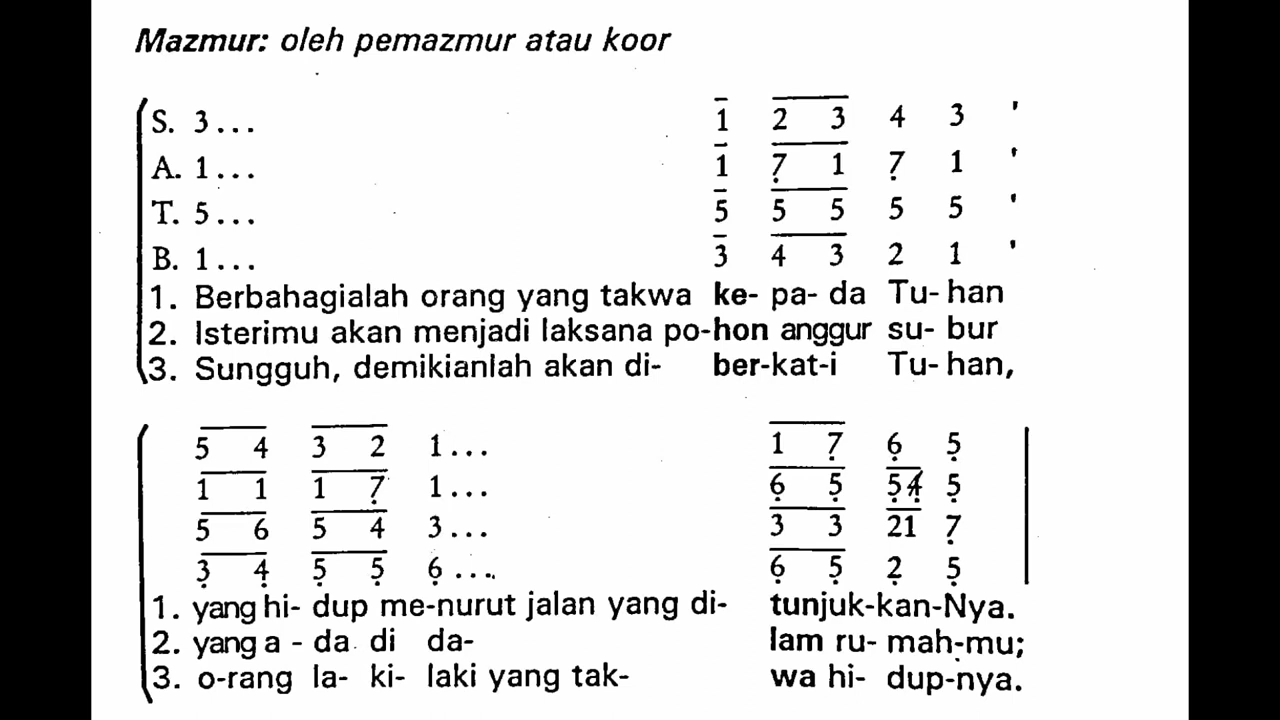 Mazmur: oleh pemazmur atau koor
S. 3... 1 2 3 4 3 '
A. 1... 1 7̣ 1 7̣ 1 '
T. 5... 5 5 5 5 5 '
B. 1... 3 4 3 2 1 '
1. Berbahagialah orang yang takwa ke- pa- da Tu- han
2. Isterimu akan menjadi laksana po-hon anggur su- bur
3. Sungguh, demikianlah akan di- ber-kat-i Tu- han,
5 4 3 2 1... 1 7̣ 6̣ 5̣
1 1 1 7̣ 1... 6̣ 5̣ 5̣4̣ 5̣
5 6 5 4 3... 3 3 21 7̣
3̣ 4̣ 5̣ 5̣ 6̣... 6̣ 5̣ 2̣ 5̣
1. yang hi- dup me-nurut jalan yang di- tunjuk-kan-Nya.
2. yang a - da di da- lam ru- mah-mu;
3. o-rang la- ki- laki yang tak- wa hi- dup-nya.